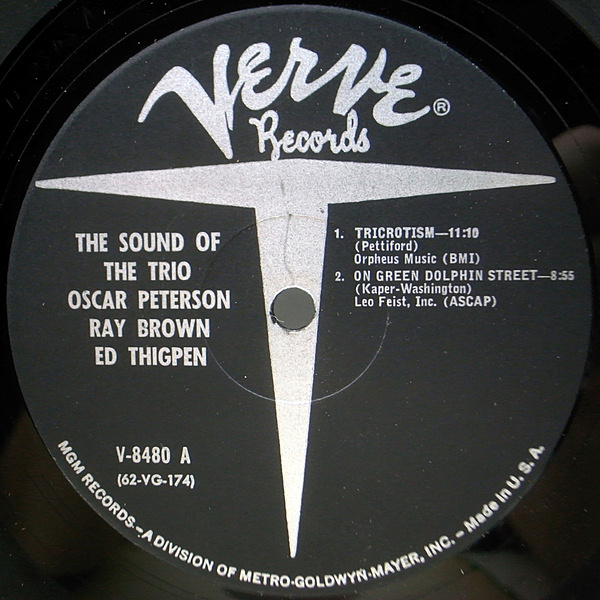 VERVE ®
Records
THE SOUND OF
THE TRIO
OSCAR PETERSON
RAY BROWN
ED THIGPEN
1. TRICROTISM—11:10
(Pettiford)
Orpheus Music (BMI)
2. ON GREEN DOLPHIN STREET—8:55
(Kaper-Washington)
Leo Feist, Inc. (ASCAP)
V-8480 A
(62-VG-174)
MGM RECORDS—A DIVISION OF METRO-GOLDWYN-MAYER, INC. – Made in U. S. A.